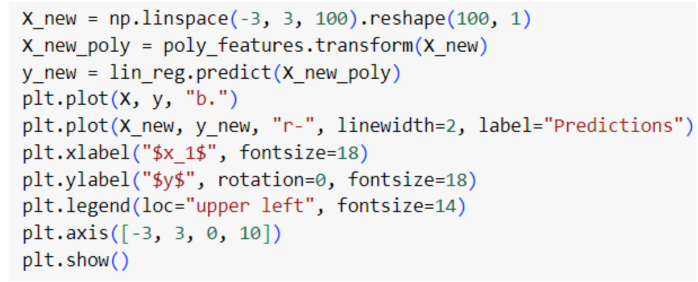 X_new = np.linspace(-3, 3, 100).reshape(100, 1)
X_new_poly = poly_features.transform(X_new)
y_new = lin_reg.predict(X_new_poly)
plt.plot(X, y, "b.")
plt.plot(X_new, y_new, "r-", linewidth=2, label="Predictions")
plt.xlabel("$x_1$", fontsize=18)
plt.ylabel("$y$", rotation=0, fontsize=18)
plt.legend(loc="upper left", fontsize=14)
plt.axis([-3, 3, 0, 10])
plt.show()